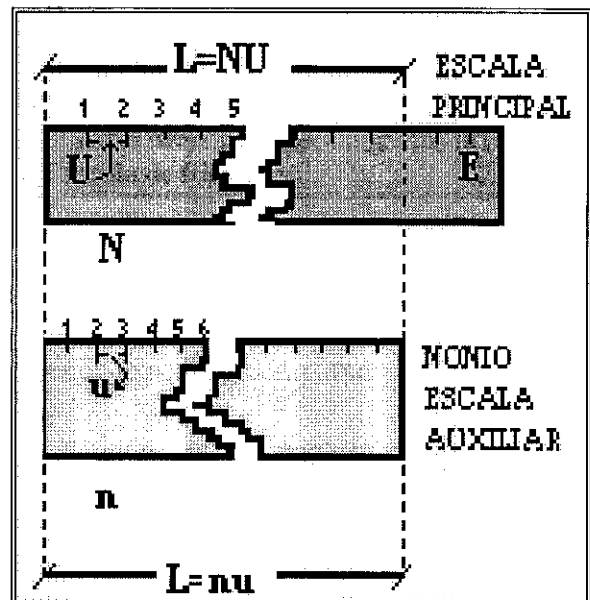 L=NU
ESCALA
PRINCIPAL
1 2 3 4 5
U
E
N
1 2 3 4 5 6
u
NONIO
ESCALA
AUXILIAR
n
L=nu